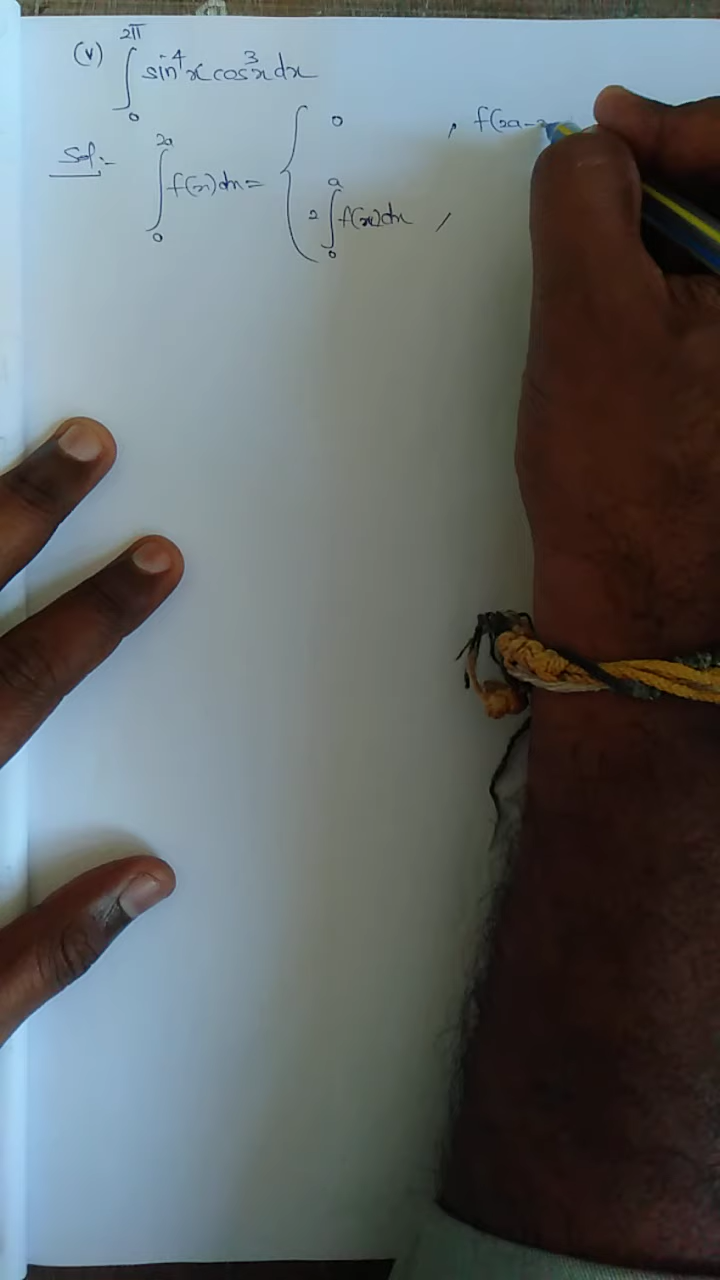 (v) ∫₀^2π sin⁴x cos³x dx
Sol:- ∫₀^2a f(x)dx = { 0 , f(2a-
2 ∫₀^a f(x)dx ,